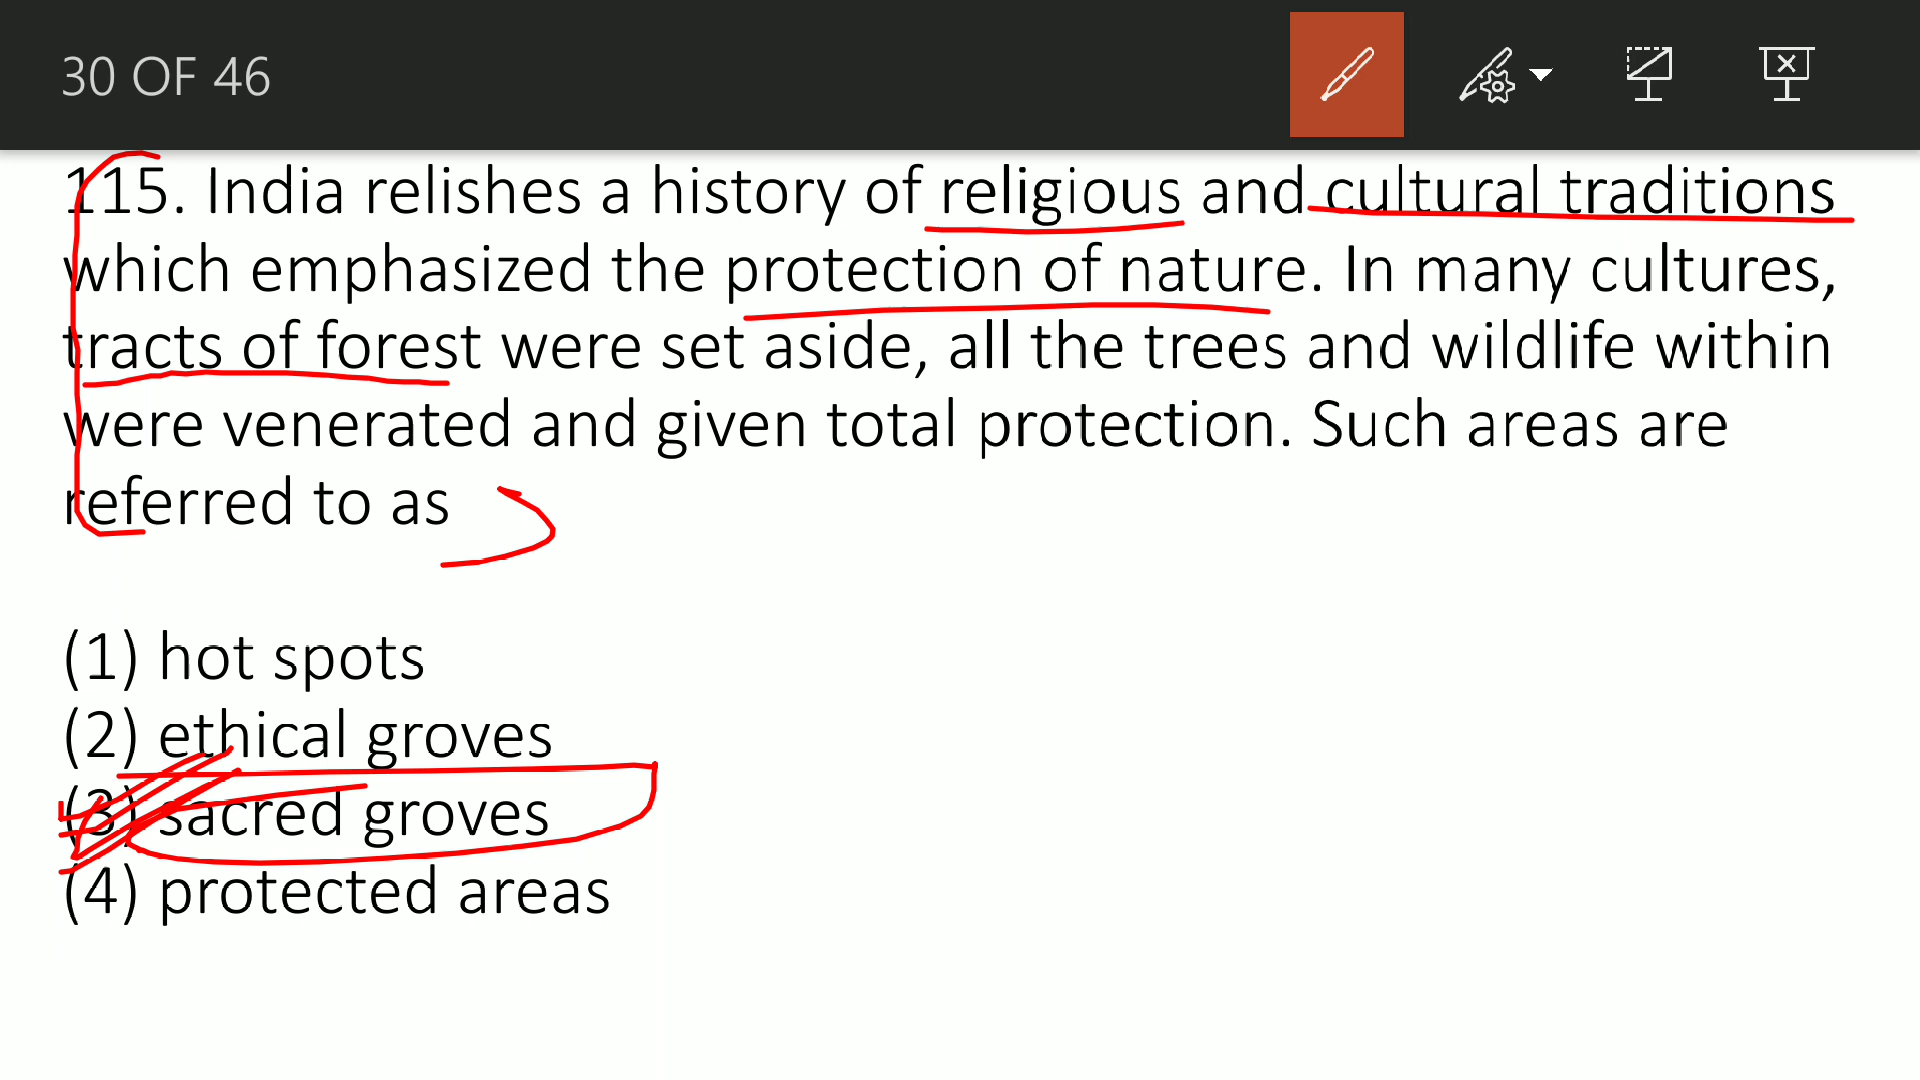 30 OF 46
115. India relishes a history of religious and cultural traditions
which emphasized the protection of nature. In many cultures,
tracts of forest were set aside, all the trees and wildlife within
were venerated and given total protection. Such areas are
referred to as
(1) hot spots
(2) ethical groves
(3) sacred groves
(4) protected areas